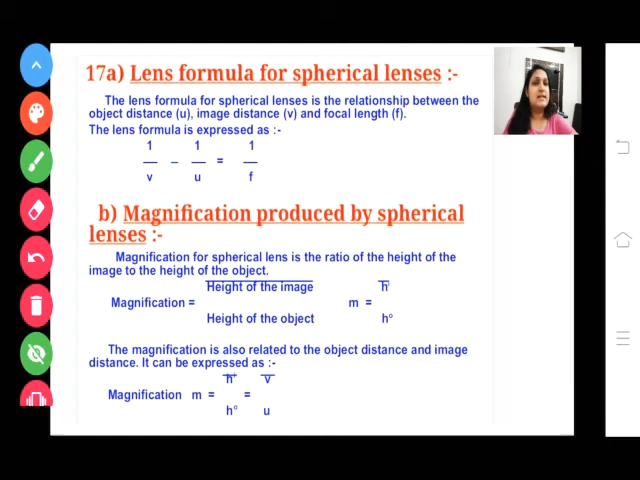 17a) Lens formula for spherical lenses :-
The lens formula for spherical lenses is the relationship between the
object distance (u), image distance (v) and focal length (f).
The lens formula is expressed as :-
1 1 1
— – — = —
v u f
b) Magnification produced by spherical
lenses :-
Magnification for spherical lens is the ratio of the height of the
image to the height of the object.
Height of the image h
Magnification = m =
Height of the object hº
The magnification is also related to the object distance and image
distance. It can be expressed as :-
h v
Magnification m = =
hº u